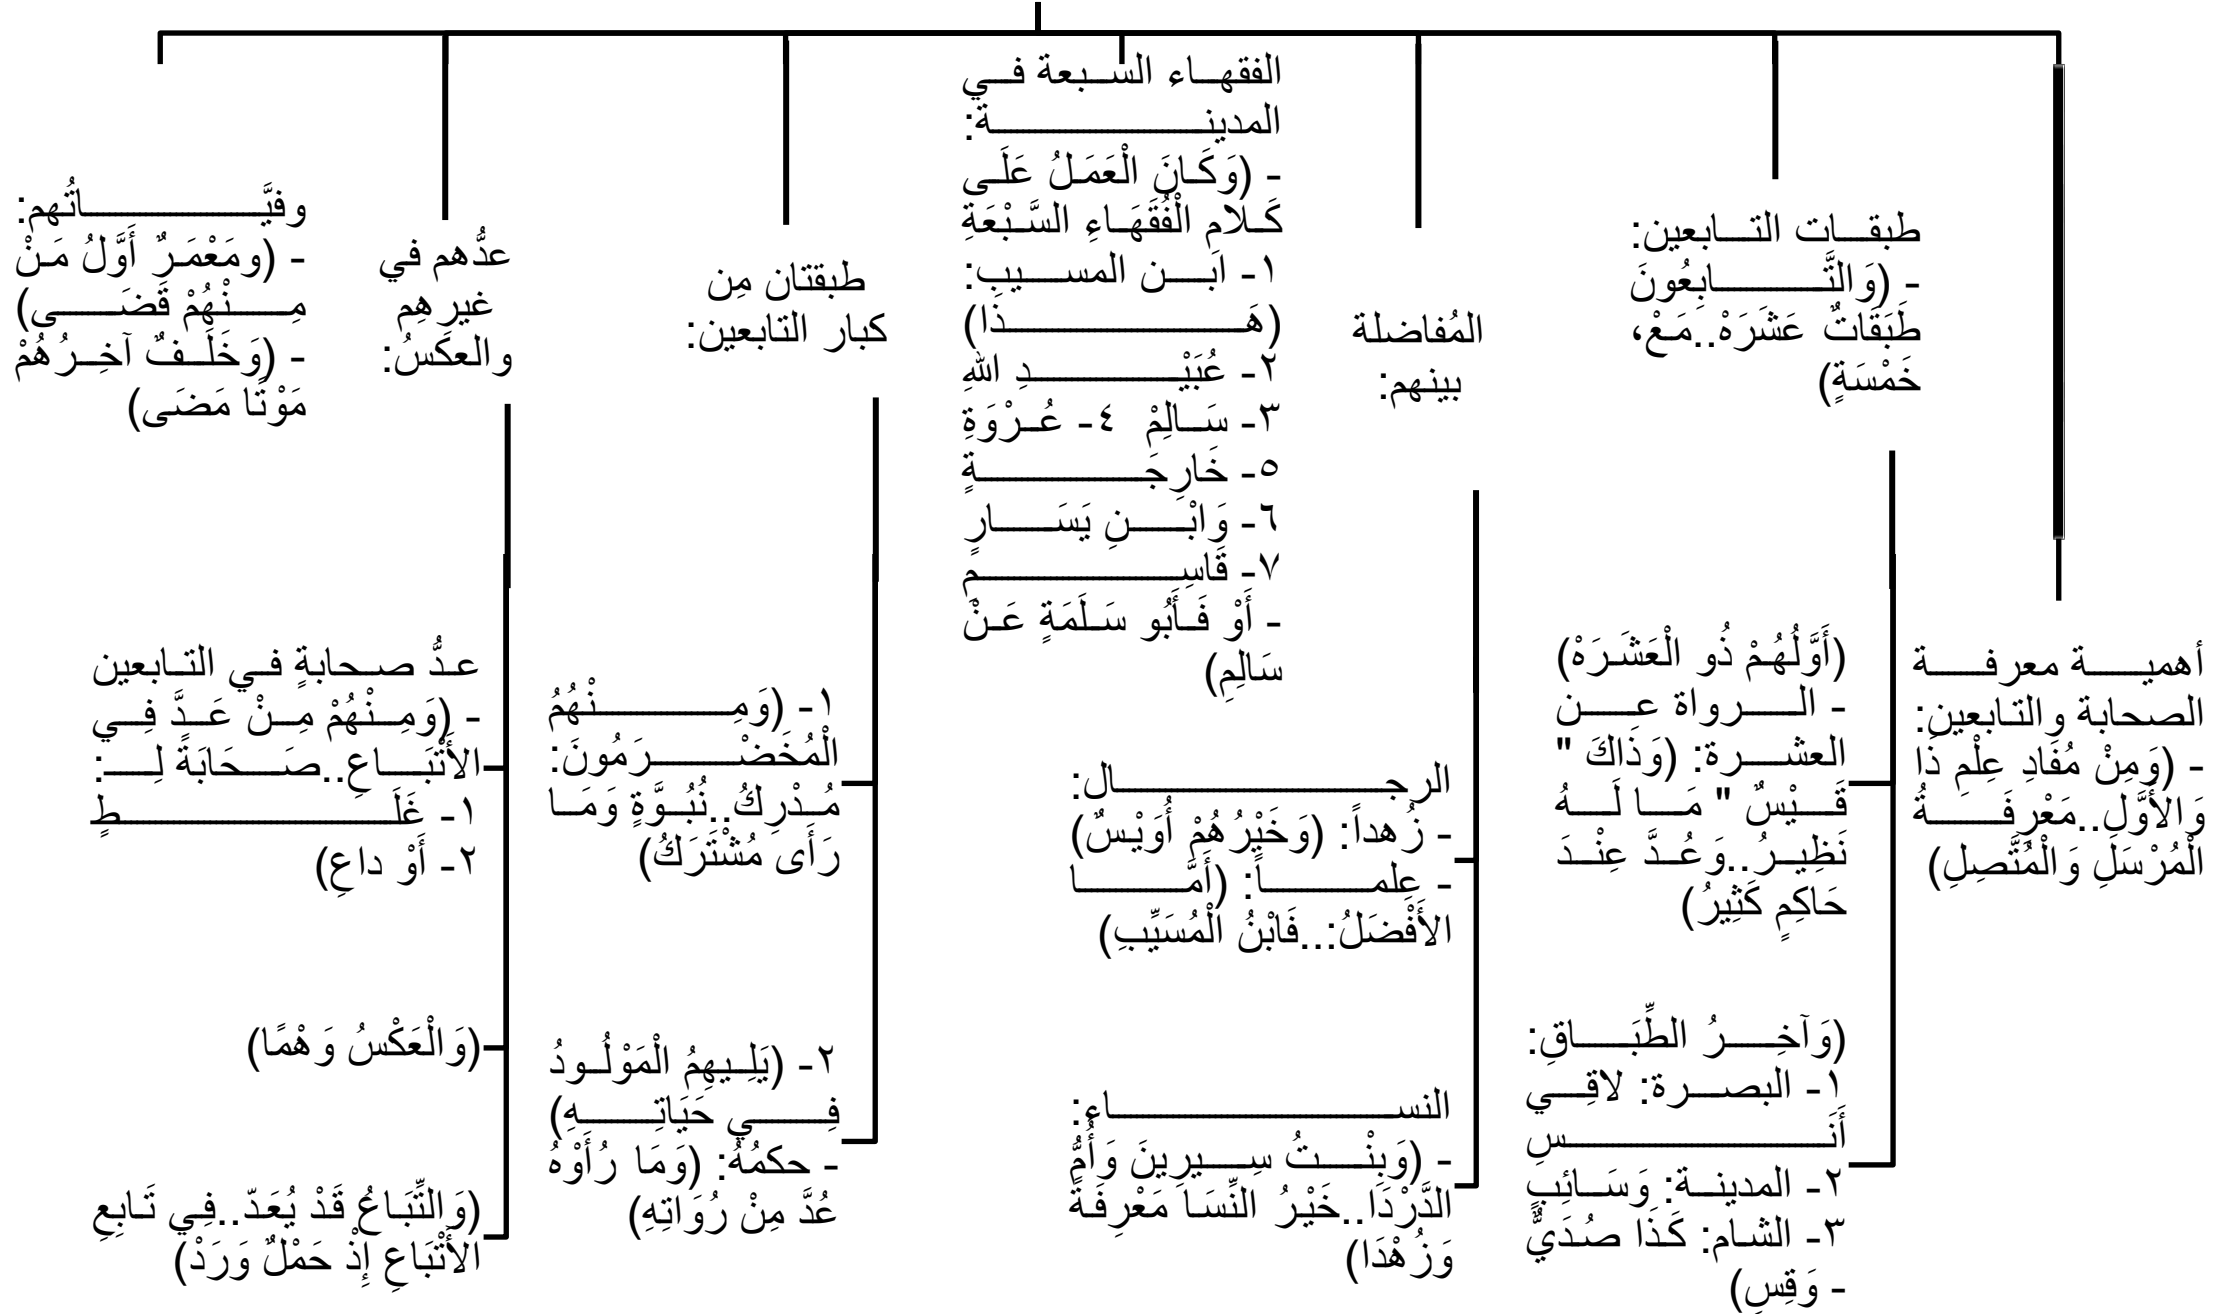 أهمية معرفة
الصحابة والتابعين:
- (وَمِنْ مُفَادِ عِلْمِ ذَا
وَالأَوَّلِ..مَعْرِفَةُ
الْمُرْسَلِ وَالْمُتَّصِلِ)
طبقات التابعين:
- (وَالتَّابِعُونَ
طَبَقَاتٌ عَشَرَهْ..مَعْ،
خَمْسَةٍ)
(أَوَّلُهُمْ ذُو الْعَشَرَهْ)
- الرواة عن
العشرة: (وَذَاكَ "
قَيْسٌ " مَا لَهُ
نَظِيرُ..وَعُدَّ عِنْدَ
حَاكِمٍ كَثِيرُ)
(وَآخِرُ الطِّبَاقِ:
١- البصرة: لاقِي
أَنَسِ
٢- المدينة: وَسَائِبٍ
٣- الشام: كَذَا صُدَيٌّ
- وَقِسِ)
المُفاضلة
بينهم:
الرجال:
- زُهداً: (وَخَيْرُهُمْ أُوَيْسٌ)
- عِلماً: (أَمَّا
الأَفْضَلُ:..فَابْنُ الْمُسَيِّبِ)
النساء:
- (وَبِنْتُ سِيرِينَ وَأُمُّ
الدَّرْدَا..خَيْرُ النِّسَا مَعْرِفَةً
وَزُهْدَا)
الفقهاء السبعة في
المدينة:
- (وَكَانَ الْعَمَلُ عَلَى
كَلامِ الْفُقَهَاءِ السَّبْعَةِ
١- ابن المسيب:
(هَذَا)
٢- عُبَيْدِ اللهِ
٣- سَالِمْ ٤- عُرْوَةِ
٥- خَارِجَةٍ
٦- وَابْنِ يَسَارٍ
٧- قَاسِمِ
- أَوْ فَأَبُو سَلَمَةٍ عَنْ
سَالِمِ)
طبقتان مِن
كبار التابعين:
١- (وَمِنْهُمُ
الْمُخَضْرَمُونَ:
مُدْرِكُ..نُبُوَّةٍ وَمَا
رَأَى مُشْتَرَكُ)
٢- (يَلِيهِمُ الْمَوْلُودُ
فِي حَيَاتِهِ)
- حكمُهُ: (وَمَا رُأَوْهُ
عُدَّ مِنْ رُوَاتِهِ)
عدُّهم في
غيرِهِم
والعكسُ:
عدُّ صحابةٍ في التابعين
- (وَمِنْهُمْ مِنْ عَدَّ فِي
الأَتْبَاعِ..صَحَابَةً لِـ:
١- غَلَطٍ
٢- أَوْ داعِ)
(وَالْعَكْسُ وَهْمًا)
(وَالتِّبَاعُ قَدْ يُعَدّ..فِي تَابِعِ
الأَتْبَاعِ إِذْ حَمْلٌ وَرَدْ)
وفيَّاتُهم:
- (ومَعْمَرٌ أَوَّلُ مَنْ
مِنْهُمْ قَضَى)
- (وَخَلَفٌ آخِرُهُمْ
مَوْتًا مَضَى)